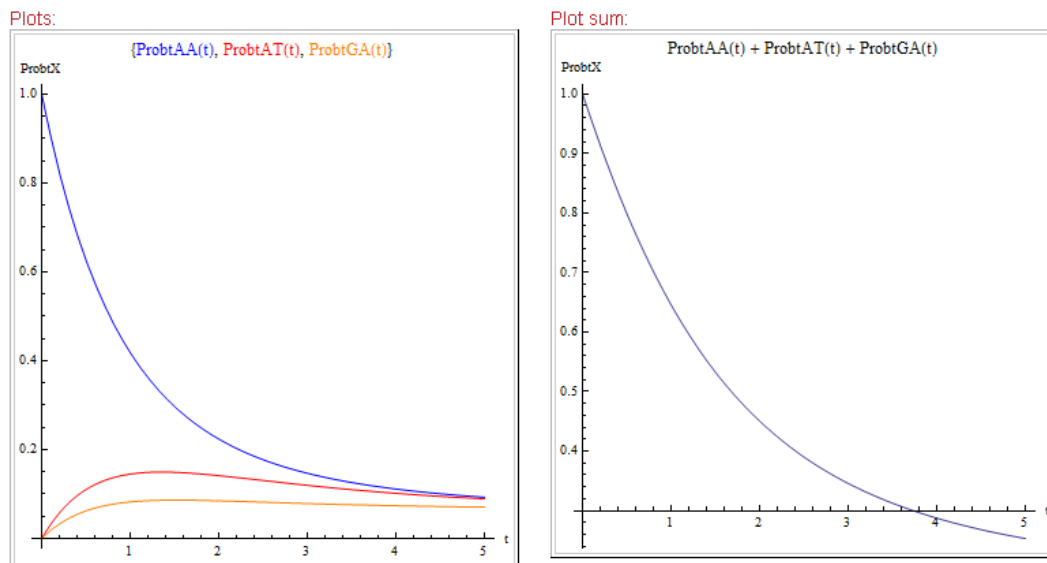 Plots:
{ProbtAA(t), ProbtAT(t), ProbtGA(t)}
ProbtX
1.0
0.8
0.6
0.4
0.2
1 2 3 4 5 t
Plot sum:
ProbtAA(t) + ProbtAT(t) + ProbtGA(t)
ProbtX
1.0
0.9
0.8
0.7
0.6
0.5
0.4
1 2 3 4 5 t